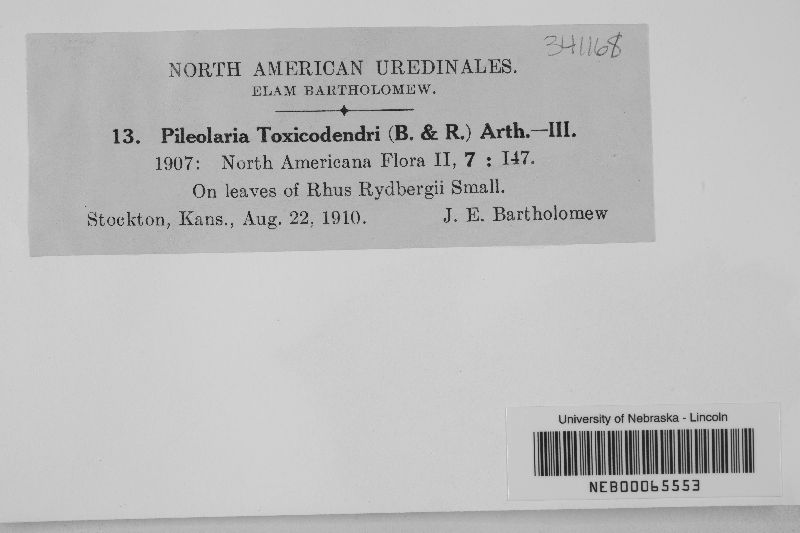 341168
NORTH AMERICAN UREDINALES.
ELAM BARTHOLOMEW.
13. Pileolaria Toxicodendri (B. & R.) Arth.—III.
1907: North Americana Flora II, 7 : 147.
On leaves of Rhus Rydbergii Small.
Stockton, Kans., Aug. 22, 1910. J. E. Bartholomew
University of Nebraska - Lincoln
NEB00065553